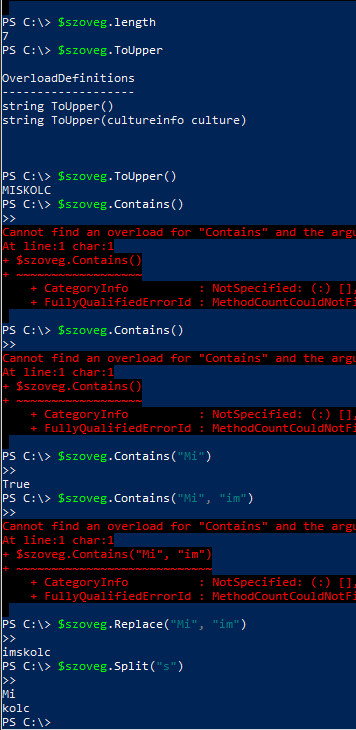 PS C:\> $szoveg.length
7
PS C:\> $szoveg.ToUpper
OverloadDefinitions
-------------------
string ToUpper()
string ToUpper(cultureinfo culture)
PS C:\> $szoveg.ToUpper()
MISKOLC
PS C:\> $szoveg.Contains()
>>
Cannot find an overload for "Contains" and the argu
At line:1 char:1
+ $szoveg.Contains()
+ ~~~~~~~~~~~~~~~~~~
+ CategoryInfo : NotSpecified: (:) [],
+ FullyQualifiedErrorId : MethodCountCouldNotFi
PS C:\> $szoveg.Contains()
>>
Cannot find an overload for "Contains" and the argu
At line:1 char:1
+ $szoveg.Contains()
+ ~~~~~~~~~~~~~~~~~~
+ CategoryInfo : NotSpecified: (:) [],
+ FullyQualifiedErrorId : MethodCountCouldNotFi
PS C:\> $szoveg.Contains("Mi")
>>
True
PS C:\> $szoveg.Contains("Mi", "im")
>>
Cannot find an overload for "Contains" and the argu
At line:1 char:1
+ $szoveg.Contains("Mi", "im")
+ ~~~~~~~~~~~~~~~~~~~~~~~~~~~~
+ CategoryInfo : NotSpecified: (:) [],
+ FullyQualifiedErrorId : MethodCountCouldNotFi
PS C:\> $szoveg.Replace("Mi", "im")
>>
imskolc
PS C:\> $szoveg.Split("s")
>>
Mi
kolc
PS C:\>